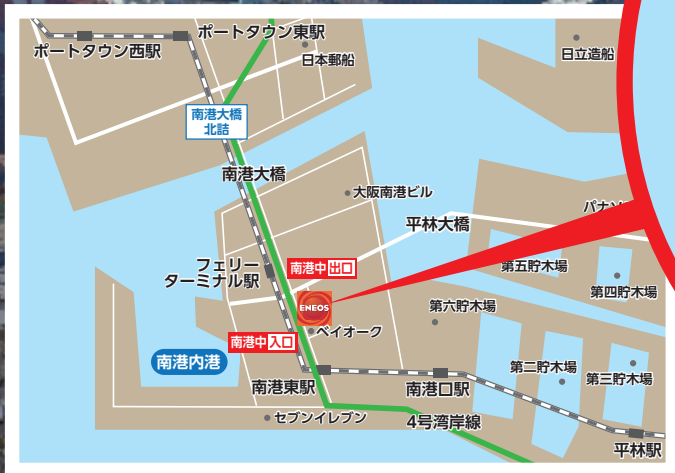 ポートタウン東駅
ポートタウン西駅
日本郵船
日立造船
南港大橋
北詰
南港大橋
大阪南港ビル
パナソ
平林大橋
フェリー
ターミナル駅
南港中 出口
第五貯木場
第四貯木場
ENEOS
第六貯木場
ベイオーク
南港中 入口
南港内港
第二貯木場
第三貯木場
南港東駅
南港口駅
セブンイレブン
4号湾岸線
平林駅